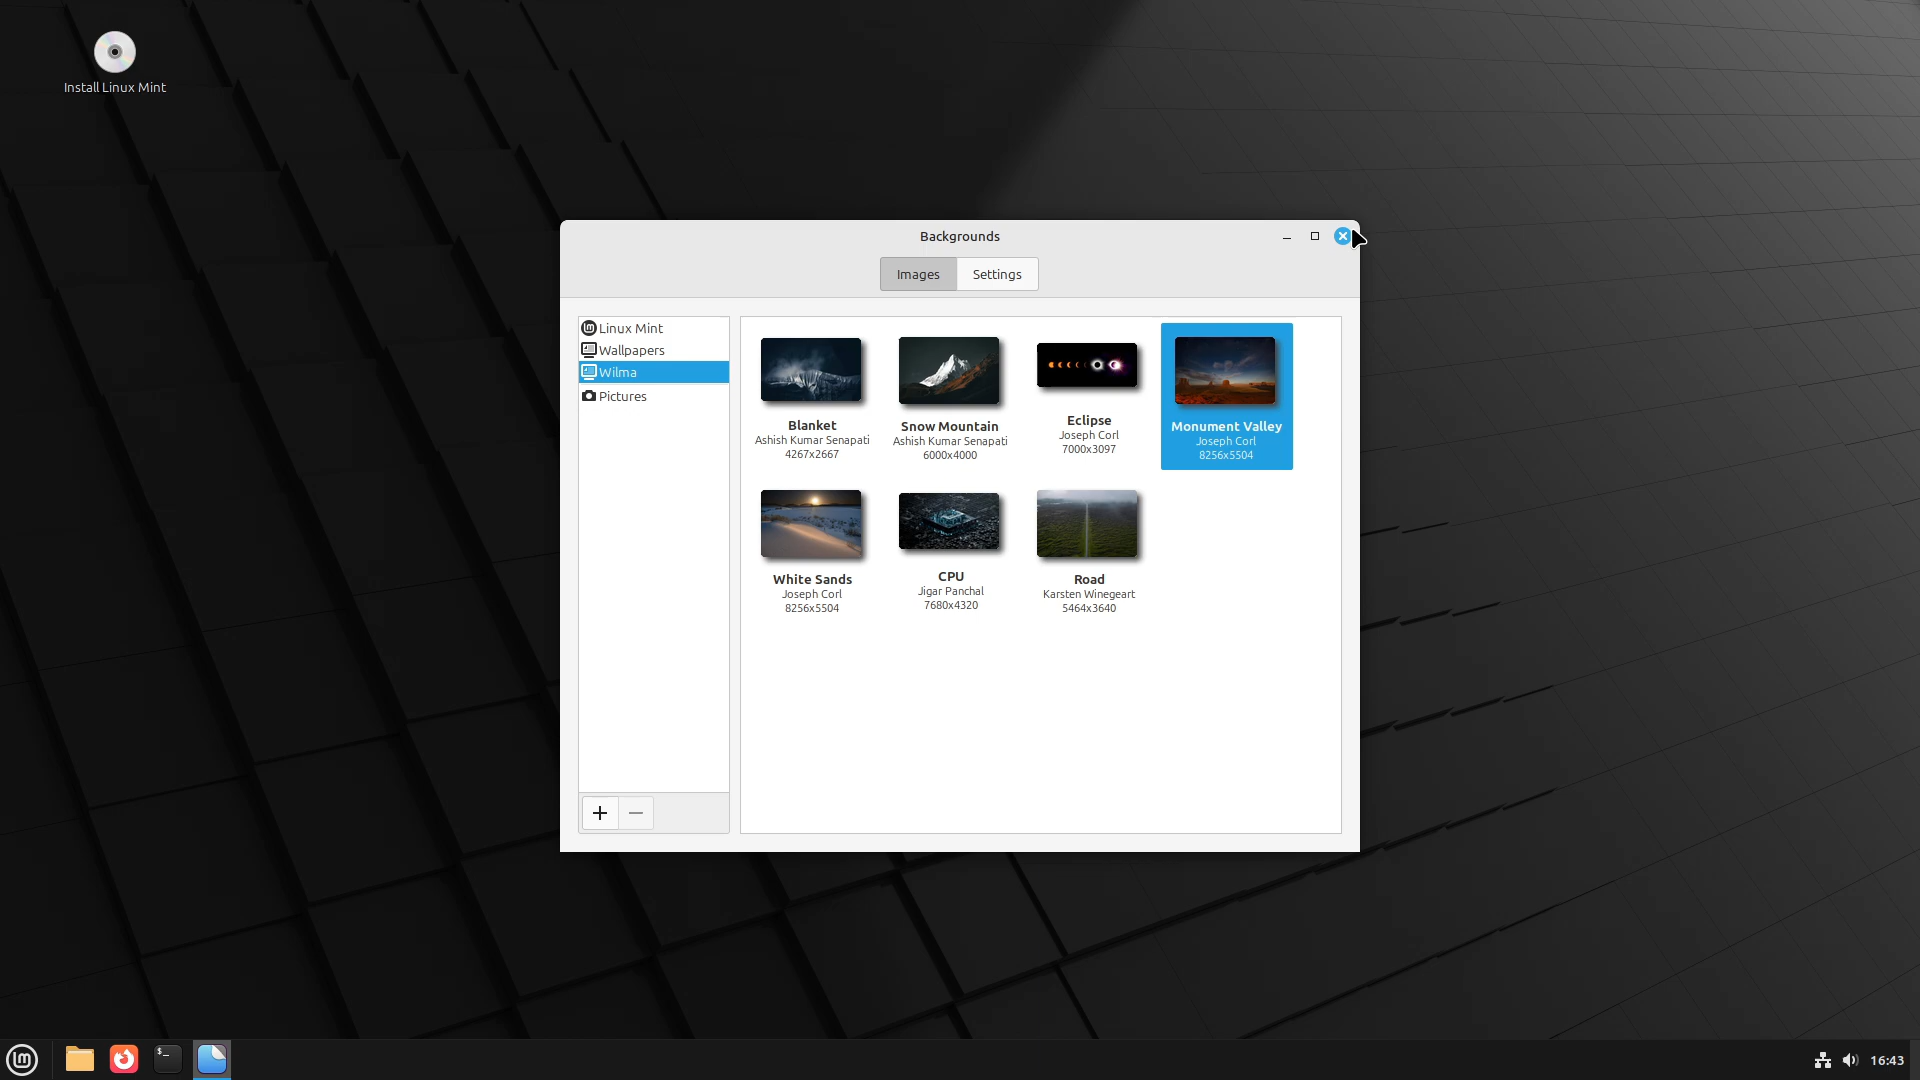 Install Linux Mint
Backgrounds
Images
Settings
Linux Mint
Wallpapers
Wilma
Pictures
Blanket
Ashish Kumar Senapati
4267x2667
Snow Mountain
Ashish Kumar Senapati
6000x4000
Eclipse
Joseph Corl
7000x3097
Monument Valley
Joseph Corl
8256x5504
White Sands
Joseph Corl
8256x5504
CPU
Jigar Panchal
7680x4320
Road
Karsten Winegeart
5464x3640
$_
16:43